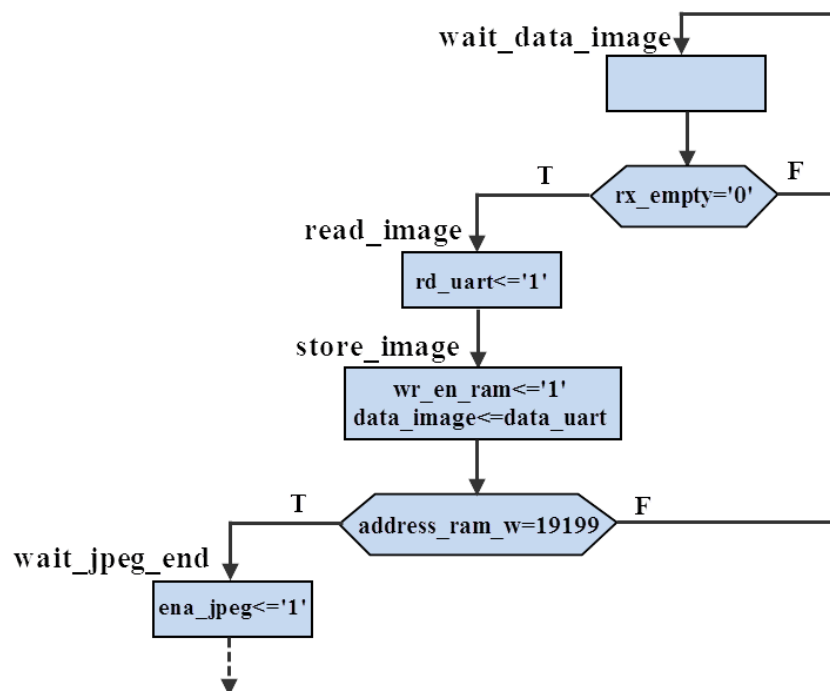 wait_data_image
rx_empty='0'
T
F
read_image
rd_uart<='1'
store_image
wr_en_ram<='1'
data_image<=data_uart
address_ram_w=19199
T
F
wait_jpeg_end
ena_jpeg<='1'